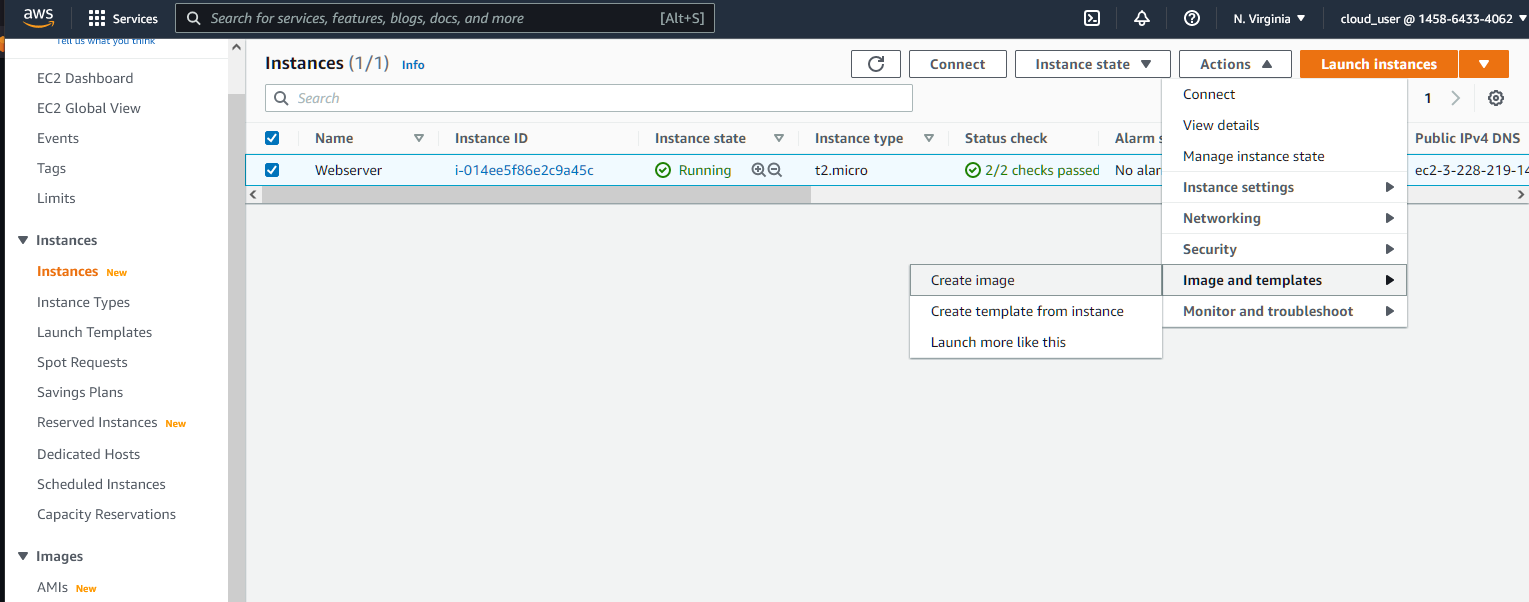 aws Services Search for services, features, blogs, docs, and more [Alt+S] N. Virginia cloud_user @ 1458-6433-4062
Tell us what you think
EC2 Dashboard
EC2 Global View
Events
Tags
Limits
Instances
Instances New
Instance Types
Launch Templates
Spot Requests
Savings Plans
Reserved Instances New
Dedicated Hosts
Scheduled Instances
Capacity Reservations
Images
AMIs New
Instances (1/1) Info Connect Instance state Actions Launch instances
Search 1
Name Instance ID Instance state Instance type Status check Alarm s Public IPv4 DNS
Webserver i-014ee5f86e2c9a45c Running t2.micro 2/2 checks passed No alar ec2-3-228-219-14
Connect
View details
Manage instance state
Instance settings
Networking
Security
Image and templates
Monitor and troubleshoot
Create image
Create template from instance
Launch more like this